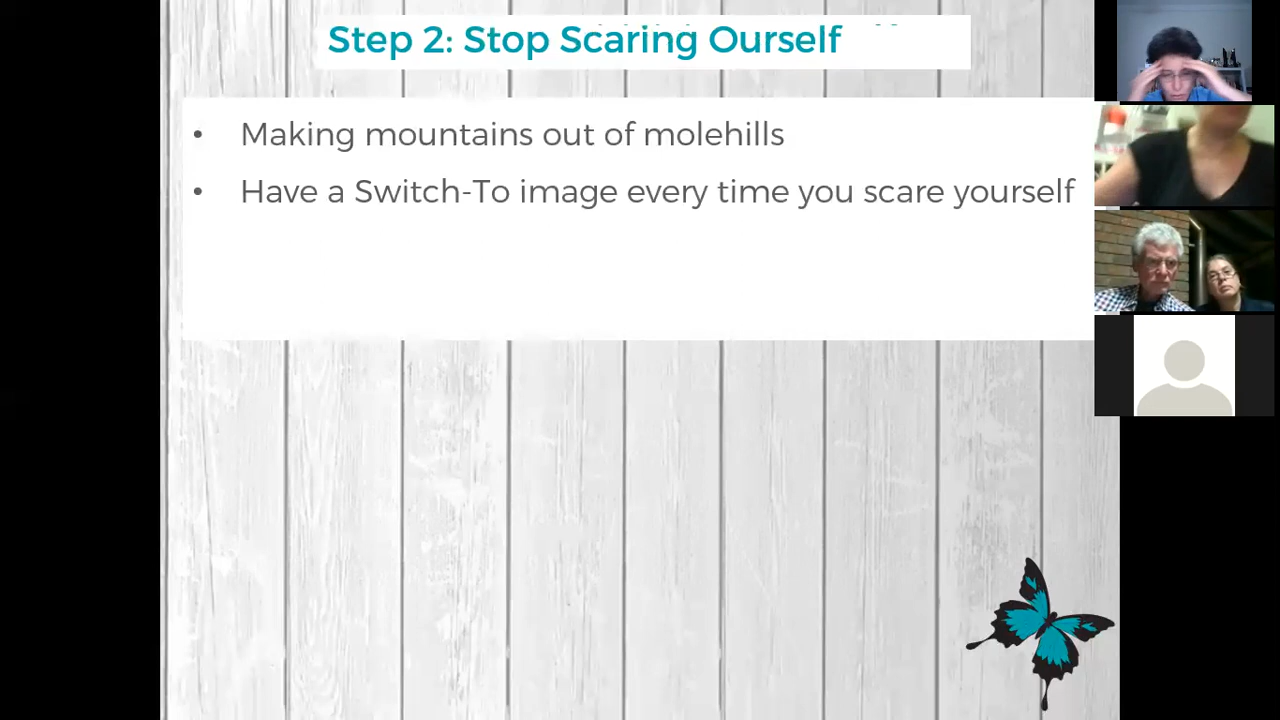 Step 2: Stop Scaring Ourself
• Making mountains out of molehills
• Have a Switch-To image every time you scare yourself